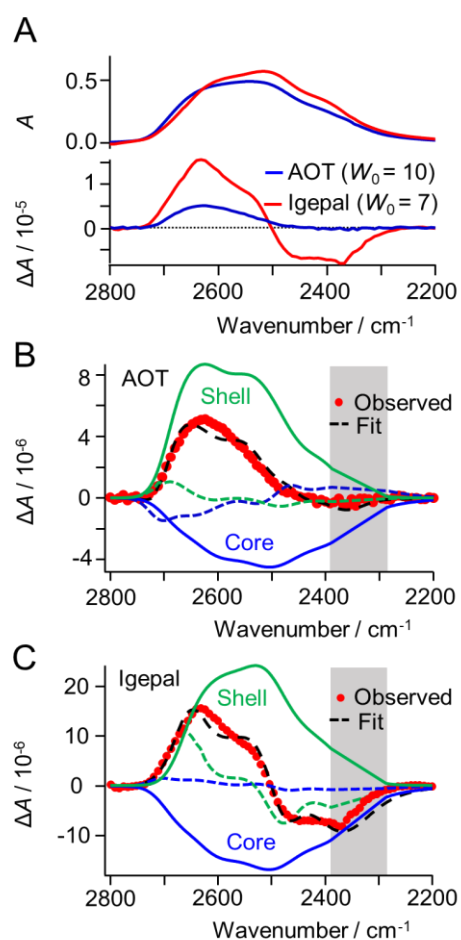 A
A
0.5
0.0
ΔA / 10⁻⁵
1
0
AOT (W₀ = 10)
Igepal (W₀ = 7)
2800 2600 2400 2200
Wavenumber / cm⁻¹
B
AOT
Shell
Observed
Fit
Core
ΔA / 10⁻⁶
8
4
0
-4
2800 2600 2400 2200
Wavenumber / cm⁻¹
C
Igepal
Shell
Observed
Fit
Core
ΔA / 10⁻⁶
20
10
0
-10
2800 2600 2400 2200
Wavenumber / cm⁻¹